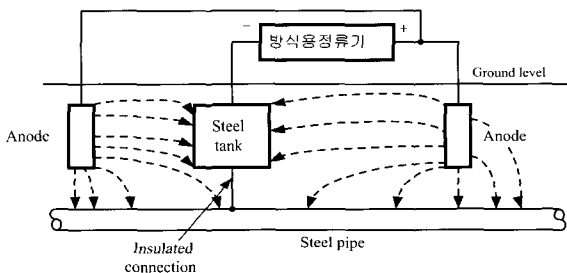 −
방식용정류기
+
Ground level
Anode
Steel
tank
Anode
Insulated
connection
Steel pipe